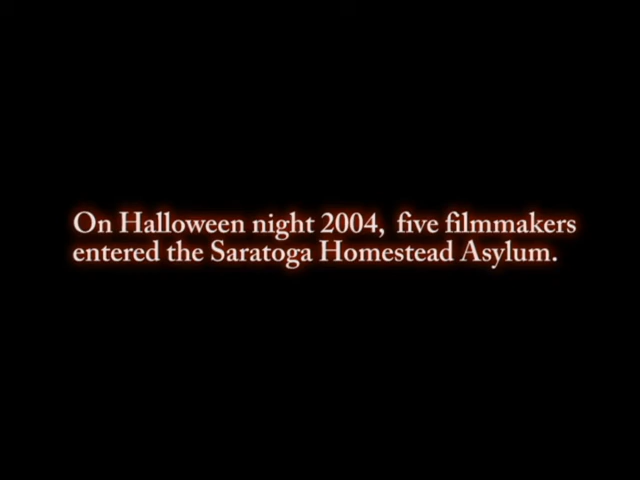 On Halloween night 2004,  five filmmakers
entered the Saratoga Homestead Asylum.